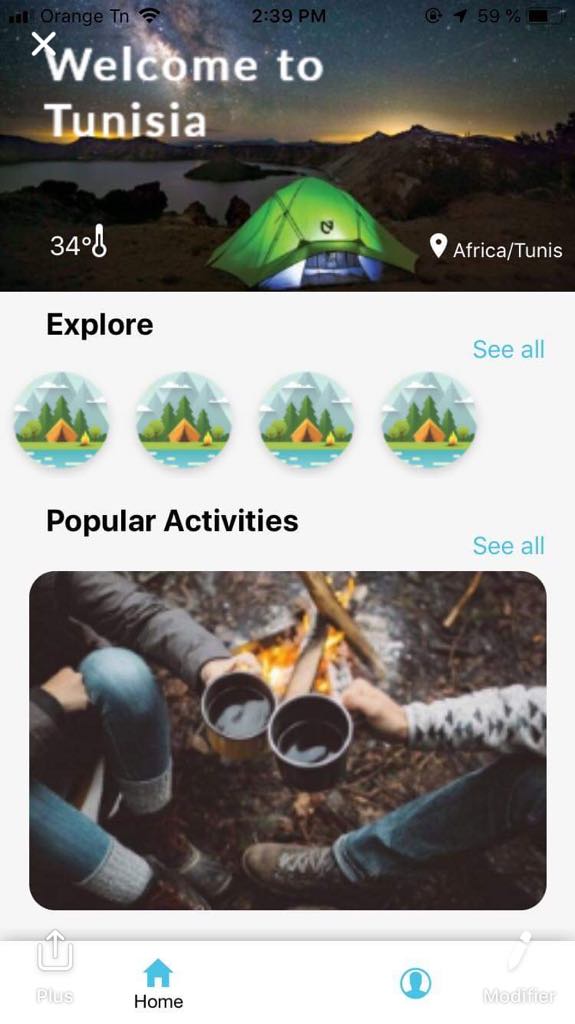 Orange Tn 2:39 PM 59 %
Welcome to
Tunisia
34° Africa/Tunis
Explore
See all
Popular Activities
See all
Plus
Home
Modifier